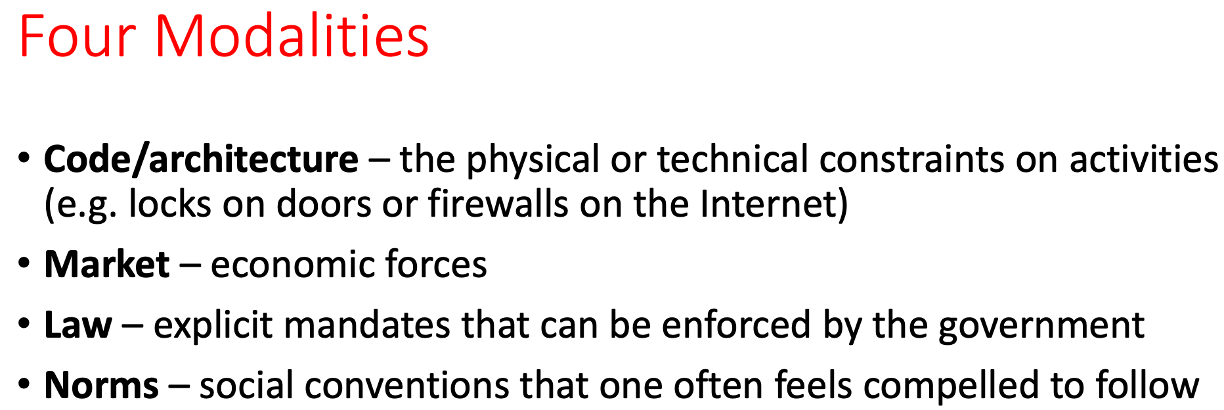 Four Modalities
• Code/architecture – the physical or technical constraints on activities
(e.g. locks on doors or firewalls on the Internet)
• Market – economic forces
• Law – explicit mandates that can be enforced by the government
• Norms – social conventions that one often feels compelled to follow